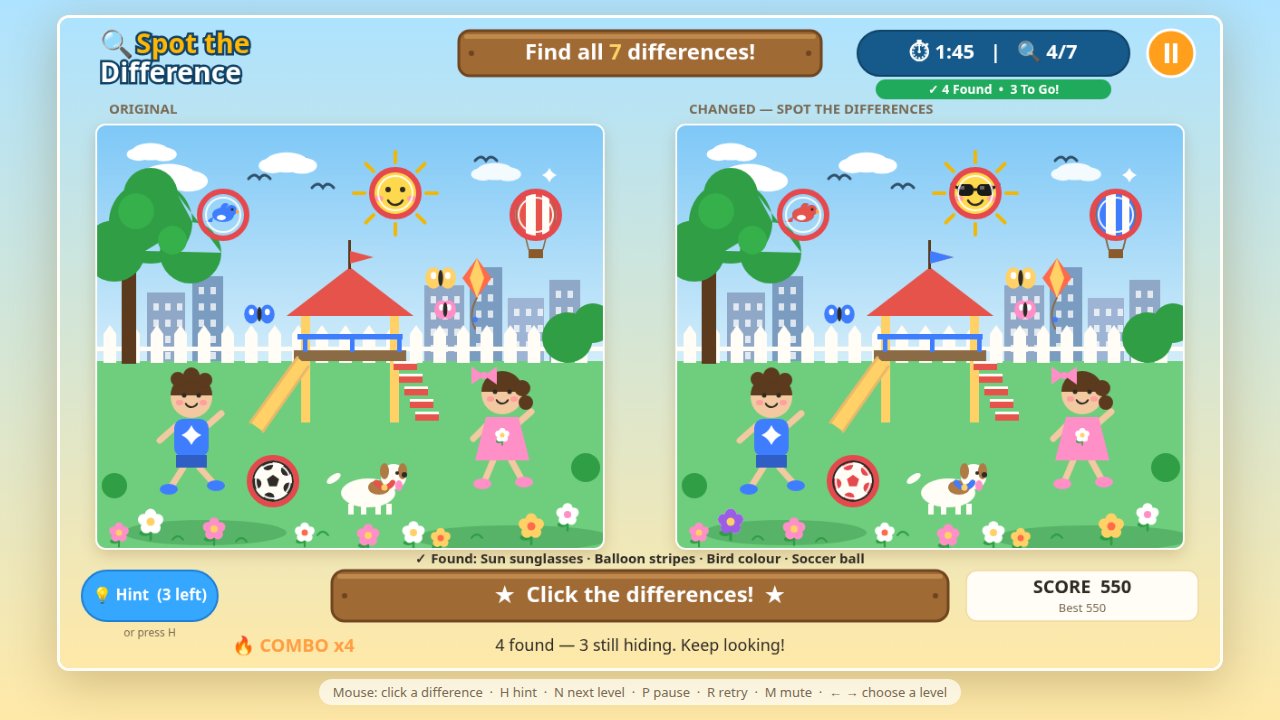 🔍 Spot the
Difference
Find all 7 differences!
⏱ 1:45 | 🔍 4/7
✓ 4 Found • 3 To Go!
ORIGINAL
CHANGED — SPOT THE DIFFERENCES
✓ Found: Sun sunglasses · Balloon stripes · Bird colour · Soccer ball
💡 Hint (3 left)
★ Click the differences! ★
SCORE 550
Best 550
or press H
🔥 COMBO x4
4 found — 3 still hiding. Keep looking!
Mouse: click a difference · H hint · N next level · P pause · R retry · M mute · ← → choose a level